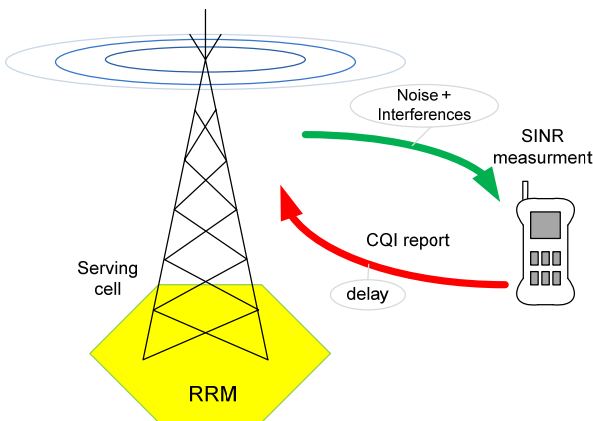 Noise +
Interferences
SINR
measurment
CQI report
Serving
cell
delay
RRM